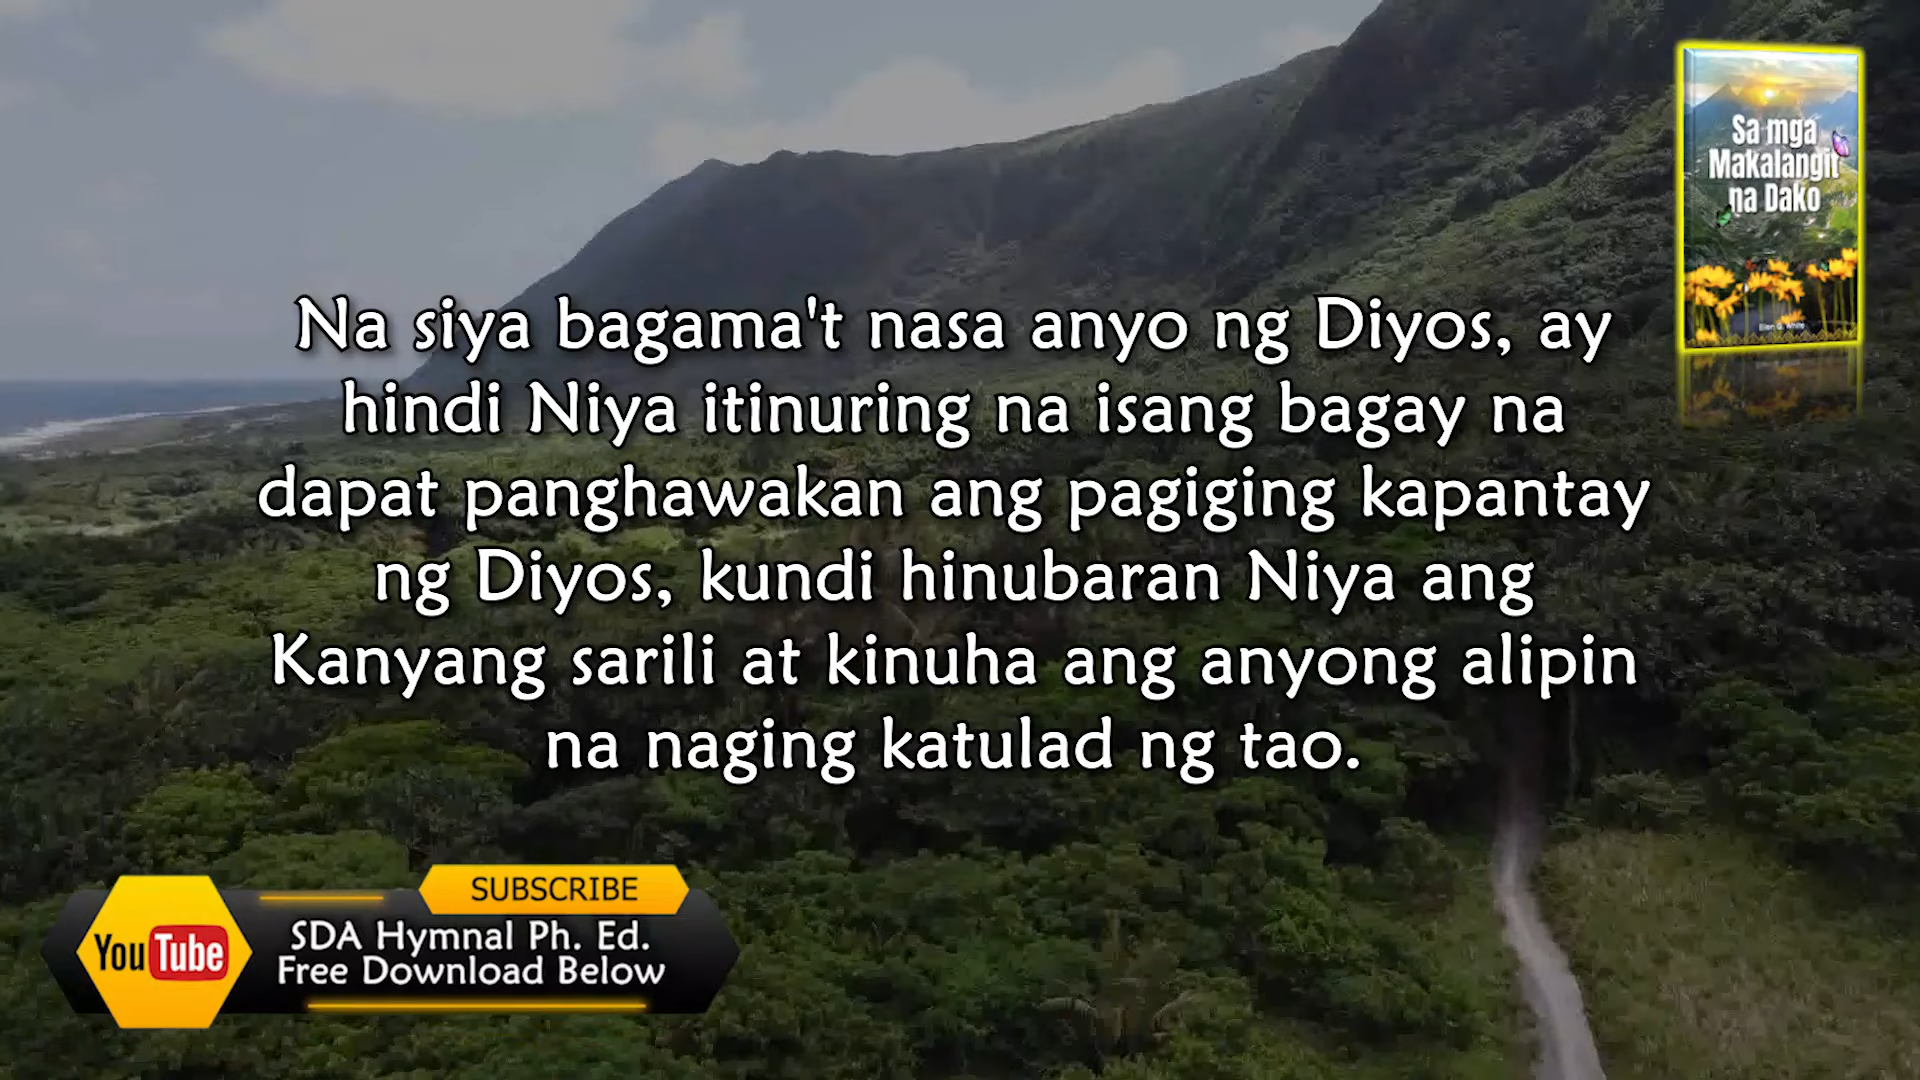 Sa mga
Makalangit
na Dako
Ellen G. White
Na siya bagama't nasa anyo ng Diyos, ay
hindi Niya itinuring na isang bagay na
dapat panghawakan ang pagiging kapantay
ng Diyos, kundi hinubaran Niya ang
Kanyang sarili at kinuha ang anyong alipin
na naging katulad ng tao.
SUBSCRIBE
YouTube
SDA Hymnal Ph. Ed.
Free Download Below